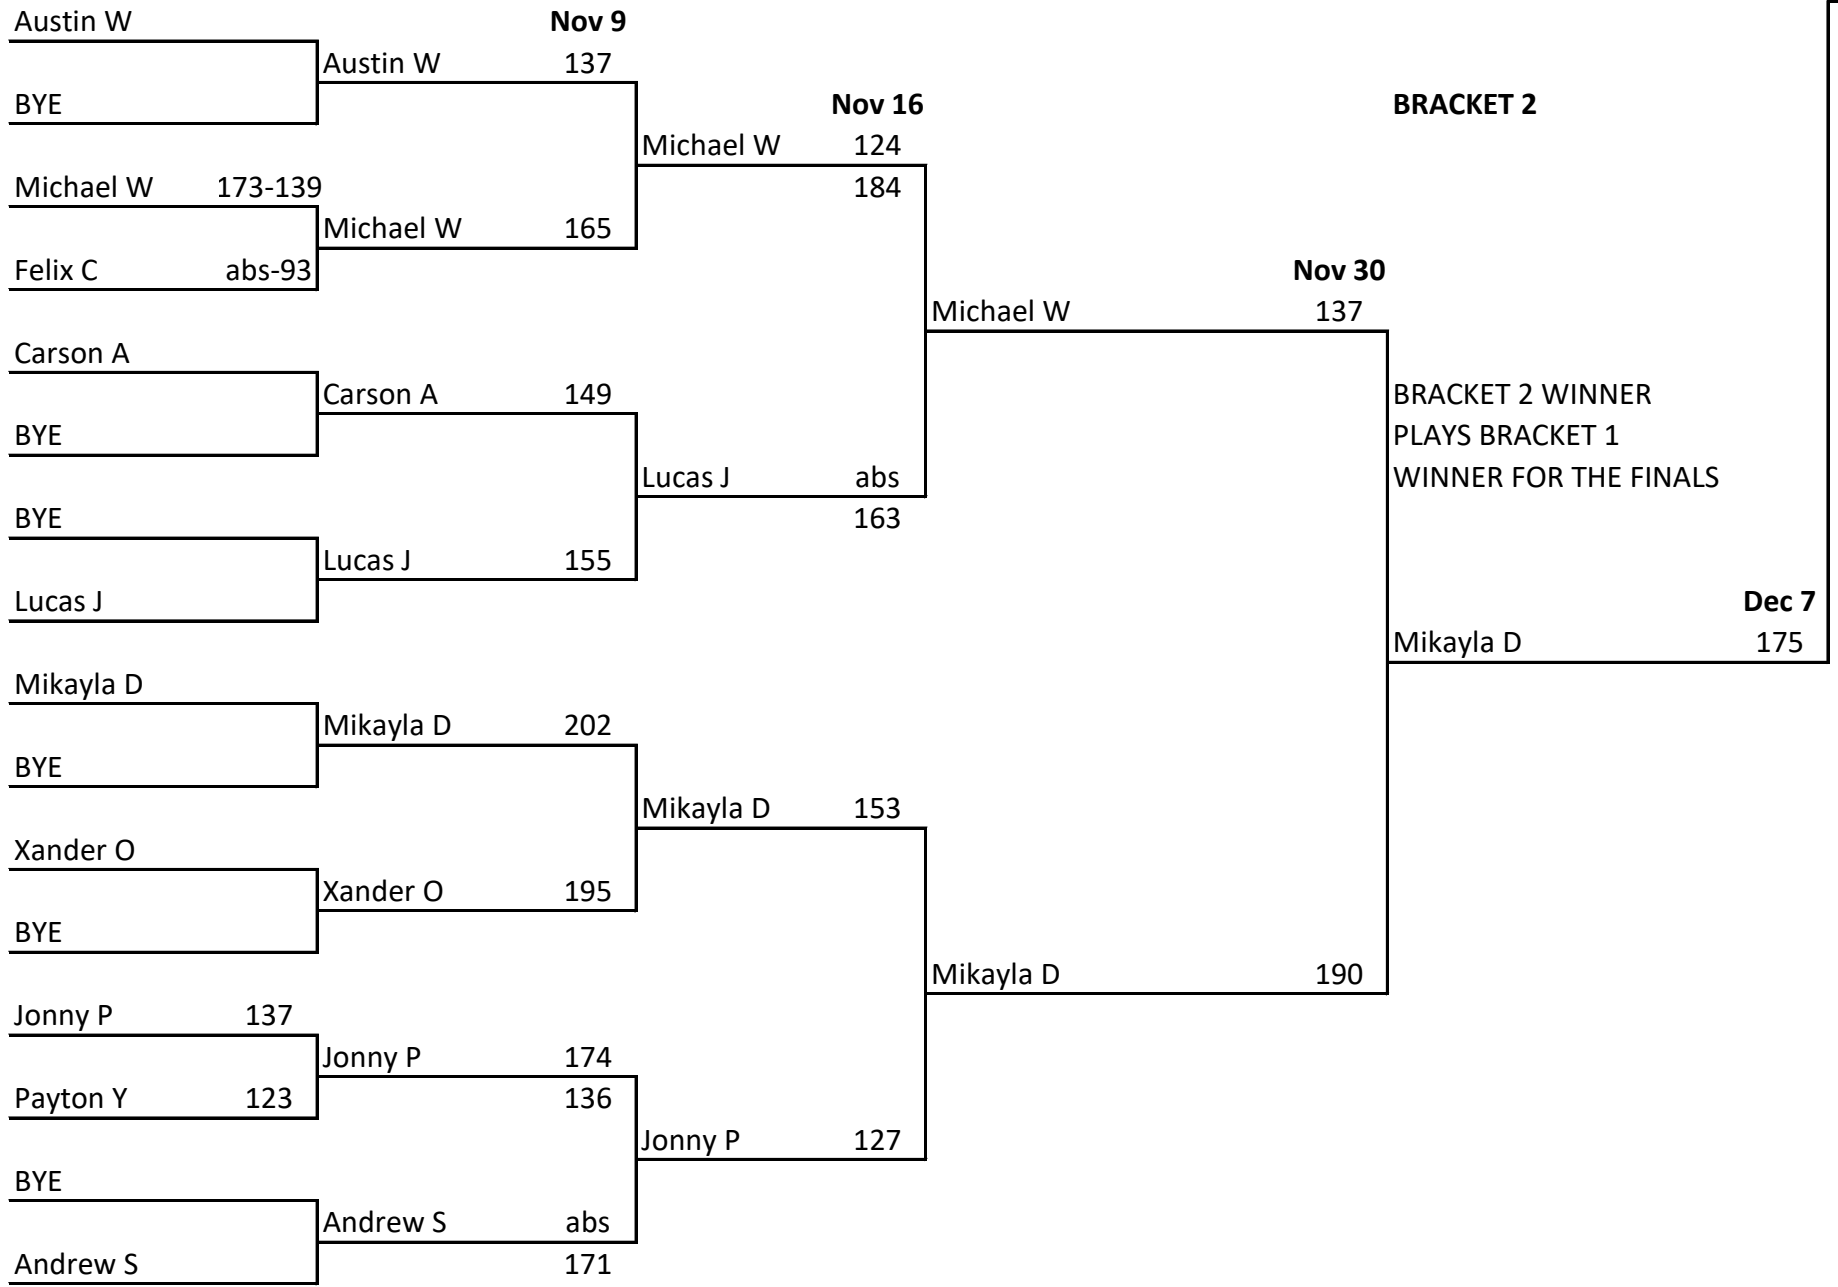 Austin W Nov 9
Austin W 137
BYE Nov 16 BRACKET 2
Michael W 124
Michael W 173-139 184
Michael W 165
Felix C abs-93 Nov 30
Michael W 137
Carson A
Carson A 149 BRACKET 2 WINNER
BYE PLAYS BRACKET 1
Lucas J abs WINNER FOR THE FINALS
BYE 163
Lucas J 155
Lucas J Dec 7
Mikayla D 175
Mikayla D
Mikayla D 202
BYE
Mikayla D 153
Xander O
Xander O 195
BYE
Mikayla D 190
Jonny P 137
Jonny P 174
Payton Y 123 136
Jonny P 127
BYE
Andrew S abs
Andrew S 171